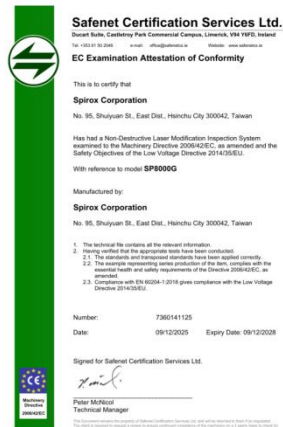 Safenet Certification Services Ltd.
Ducart Suite, Castletroy Park Commercial Campus, Limerick, V94 Y6FD, Ireland
EC Examination Attestation of Conformity
This is to certify that
Spirox Corporation
No. 95, Shuiyuan St., East Dist., Hsinchu City 300042, Taiwan
Has had a Non-Destructive Laser Modification Inspection System
examined to the Machinery Directive 2006/42/EC, as amended and the
Safety Objectives of the Low Voltage Directive 2014/35/EU.
With reference to model SP8000G
Manufactured by:
Spirox Corporation
No. 95, Shuiyuan St., East Dist., Hsinchu City 300042, Taiwan
1. The technical file contains all the relevant information.
2. Having verified that the appropriate tests have been conducted.
2.1. The standards and transposed standards have been applied correctly.
2.2. The example representing series production of the item, complies with the
essential health and safety requirements of the Directive 2006/42/EC, as
amended.
2.3. Compliance with EN 60204-1:2018 gives compliance with the Low Voltage
Directive 2014/35/EU.
Number: 7360141125
Date: 09/12/2025 Expiry Date: 09/12/2028
Signed for Safenet Certification Services Ltd.
Peter McNicol
Technical Manager
CE
Machinery
Directive
2006/42/EC